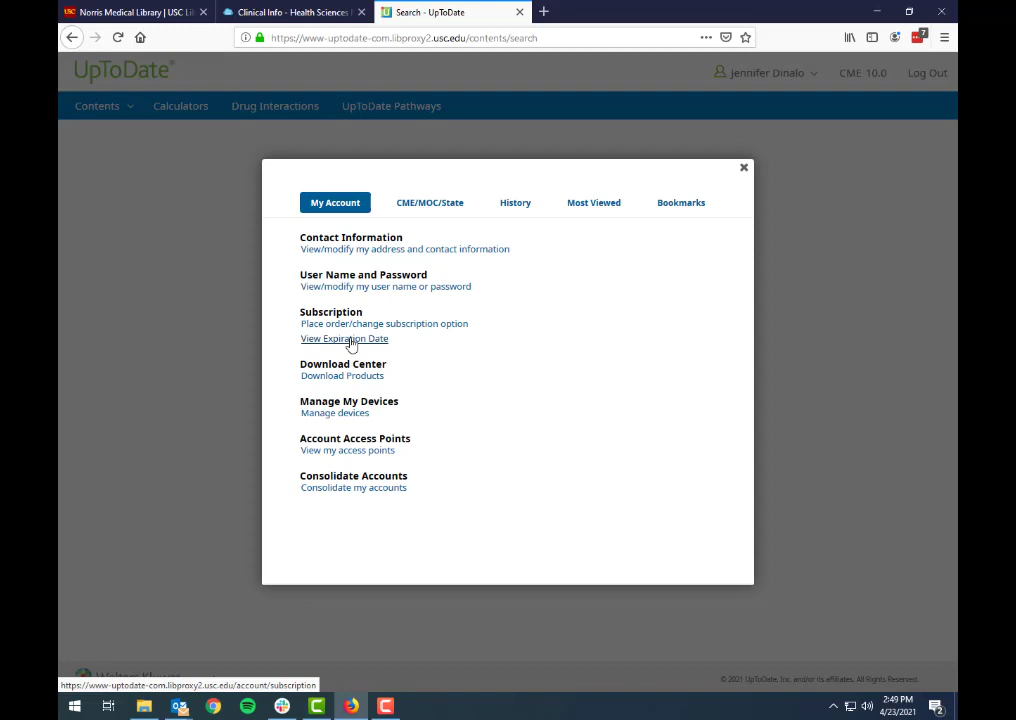 Norris Medical Library | USC Li
Clinical Info - Health Sciences
Search - UpToDate
https://www-uptodate-com.libproxy2.usc.edu/contents/search
7
UpToDate®
Jennifer Dinalo
CME 10.0
Log Out
Contents
Calculators
Drug Interactions
UpToDate Pathways
My Account
CME/MOC/State
History
Most Viewed
Bookmarks
Contact Information
View/modify my address and contact information
User Name and Password
View/modify my user name or password
Subscription
Place order/change subscription option
View Expiration Date
Download Center
Download Products
Manage My Devices
Manage devices
Account Access Points
View my access points
Consolidate Accounts
Consolidate my accounts
Wolters Kluwer
© 2021 UpToDate, Inc. and/or its affiliates. All Rights Reserved.
https://www-uptodate-com.libproxy2.usc.edu/account/subscription
2:49 PM
4/23/2021
2